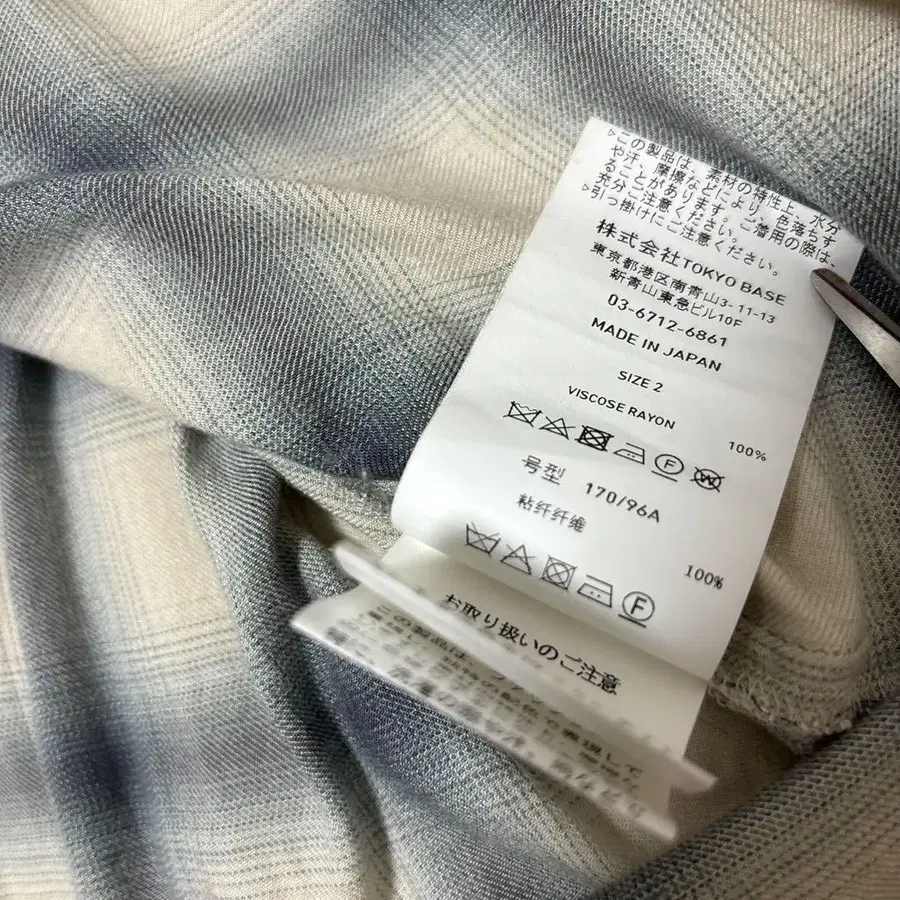 ▷この製品は、素材の特性上、水分
や汗、摩擦などにより、色落ちす
ることがあります。ご着用の際は、
充分ご注意ください。
▷引っ掛けにご注意ください。
株式会社TOKYO BASE
東京都港区南青山3-11-13
新青山東急ビル10F
03-6712-6861
MADE IN JAPAN
SIZE 2
VISCOSE RAYON 100%
F W
号型 170/96A
粘纤纤维 100%
F
お取り扱いのご注意